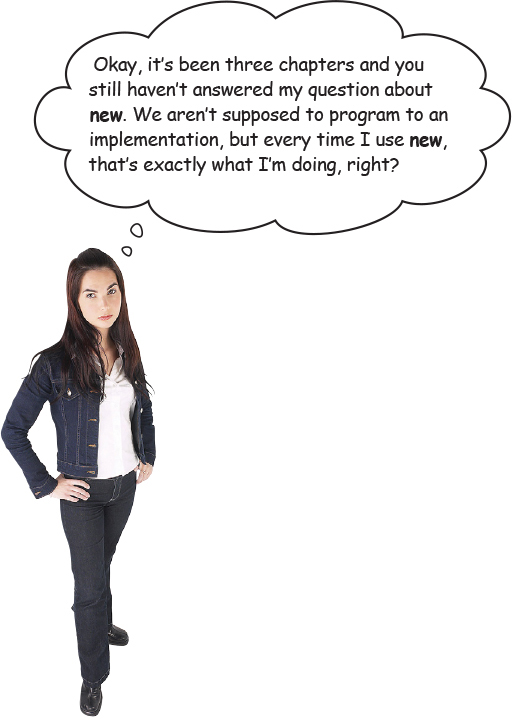 Okay, it's been three chapters and you
still haven't answered my question about
new. We aren't supposed to program to an
implementation, but every time I use new,
that's exactly what I'm doing, right?